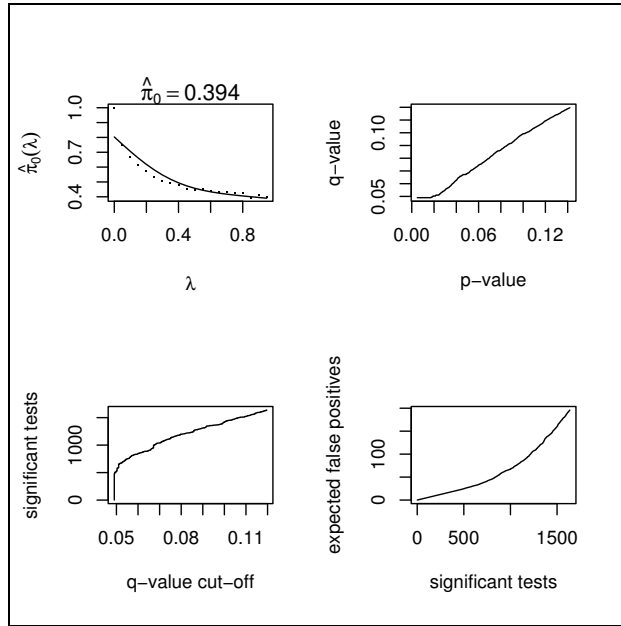 π̂₀ = 0.394
π̂₀(λ)
1.0
0.7
0.4
0.0 0.4 0.8
λ
q−value
0.10
0.05
0.00 0.06 0.12
p−value
significant tests
1000
0
0.05 0.08 0.11
q−value cut−off
expected false positives
100
0
0 500 1500
significant tests